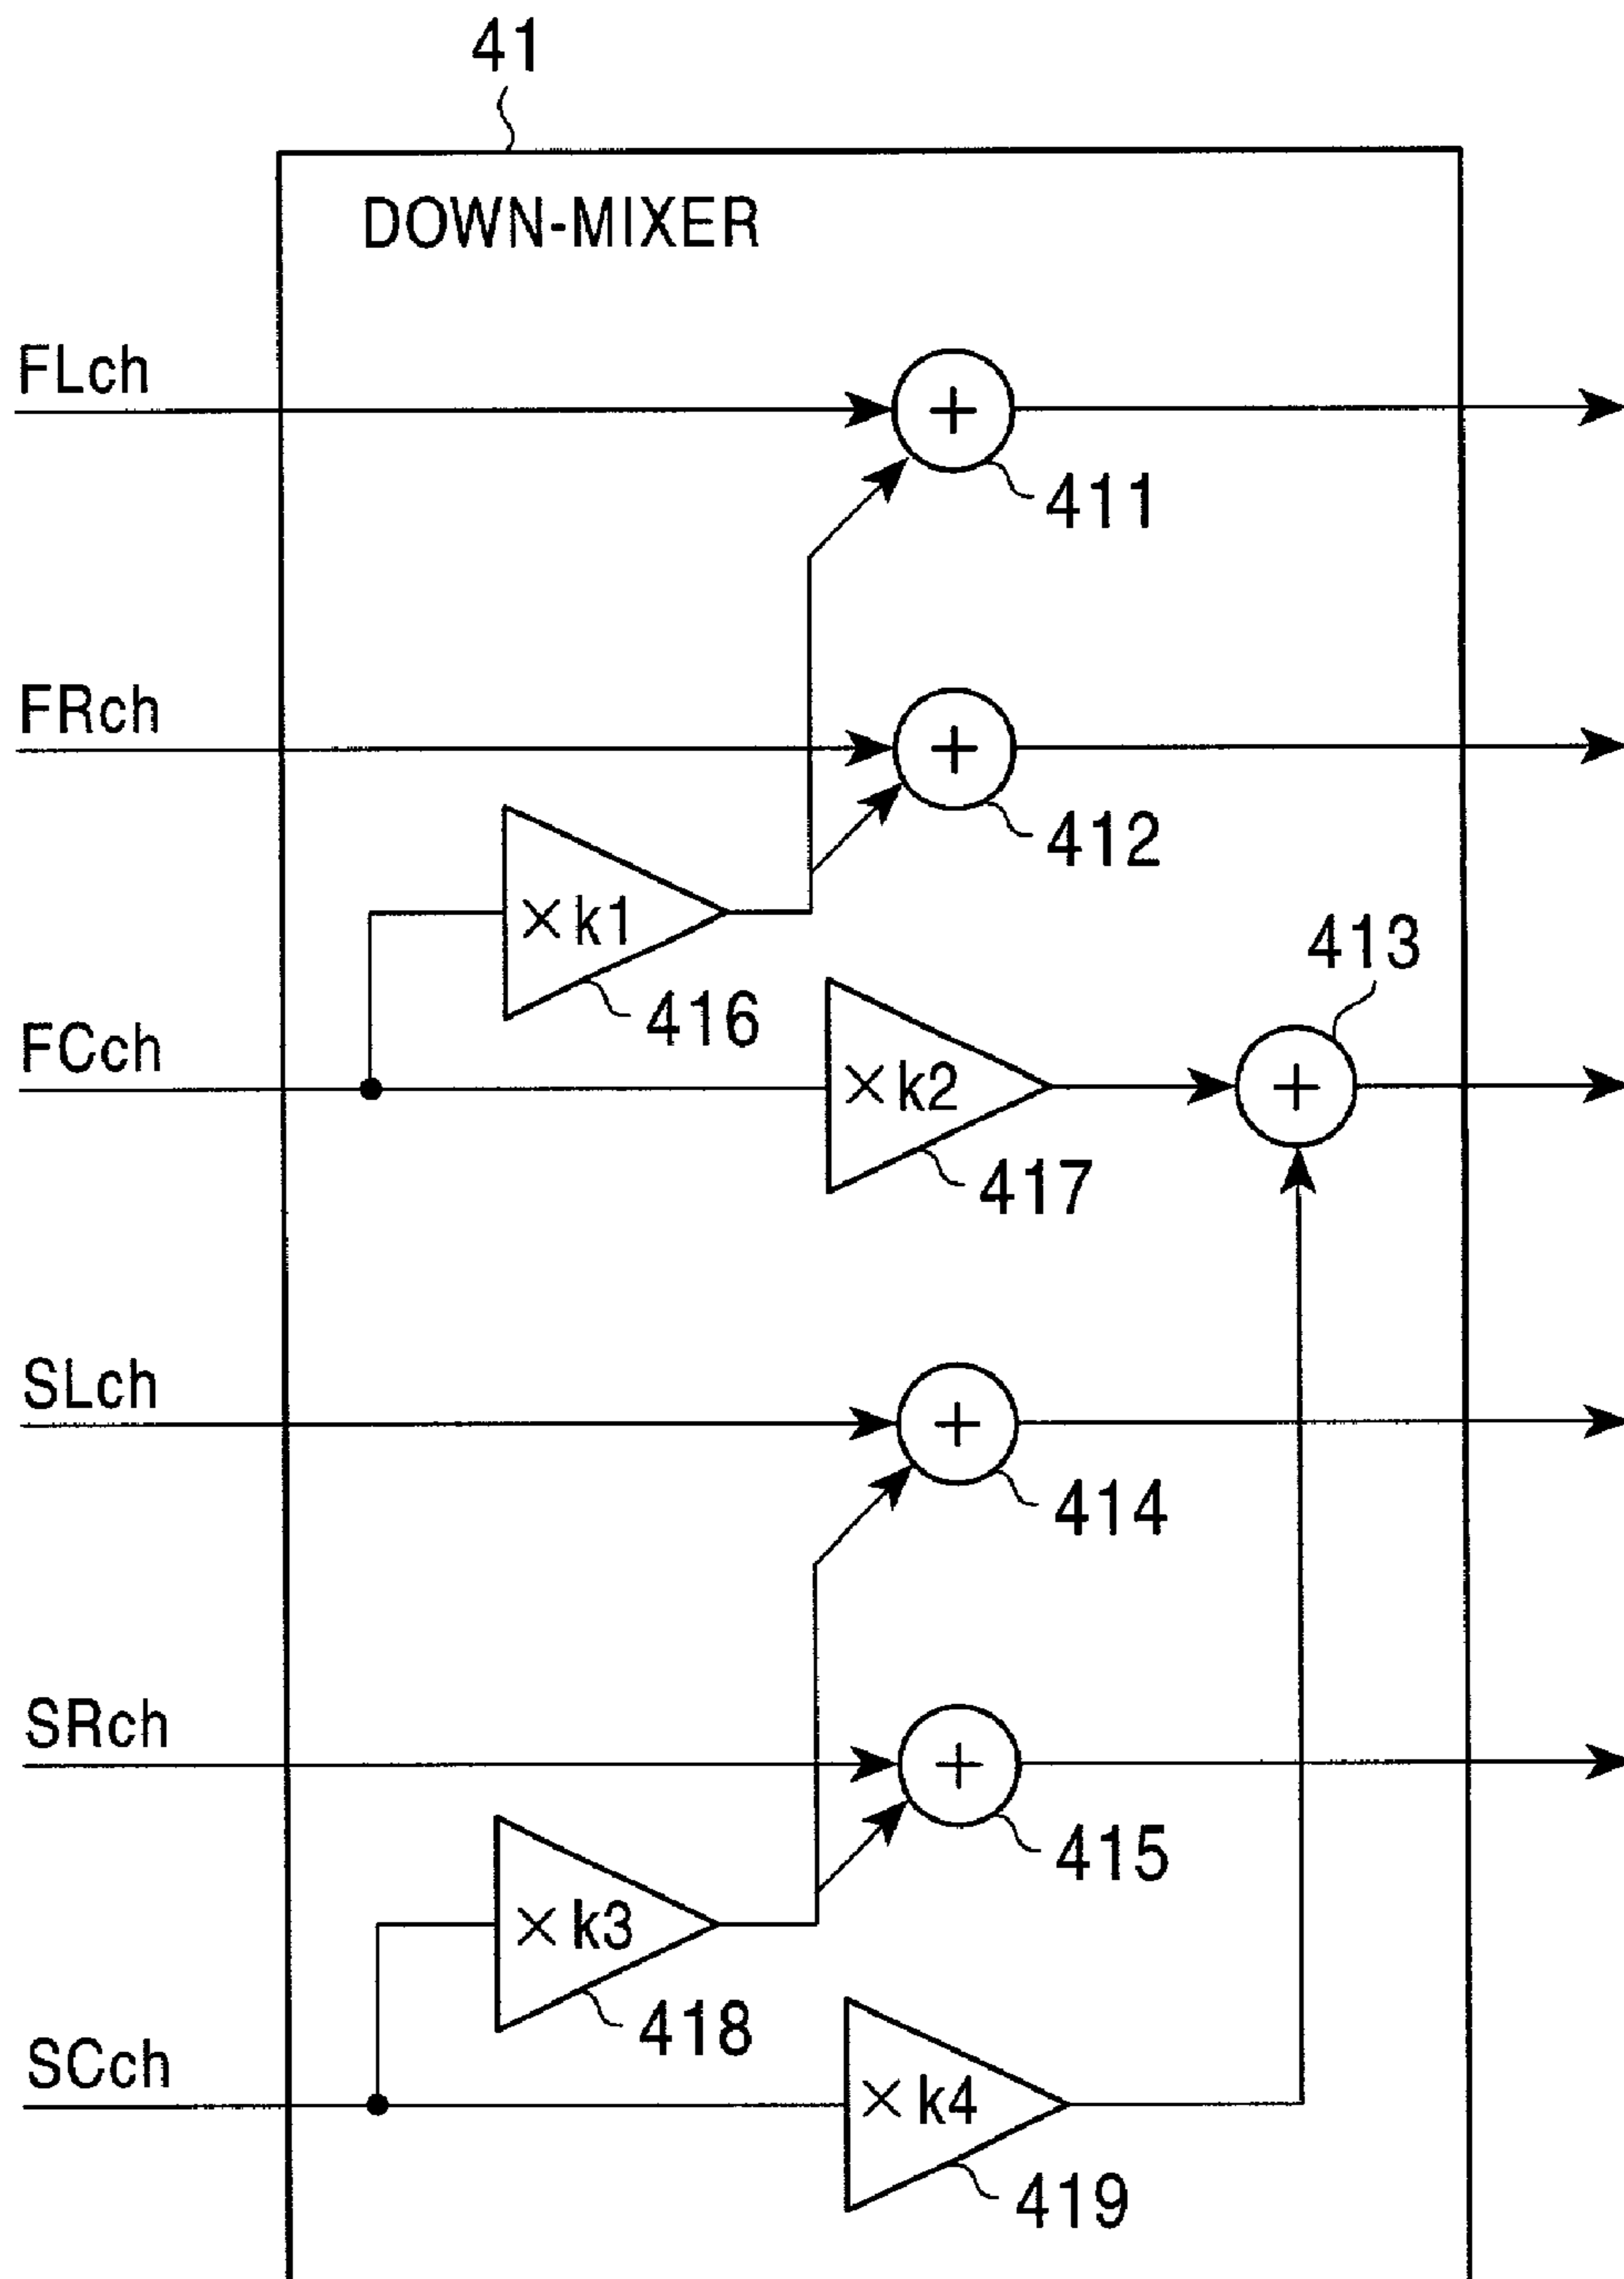 41
DOWN-MIXER
FLch
+
411
FRch
+
412
×k1
416
413
FCch
×k2
+
417
SLch
+
414
SRch
+
415
×k3
418
SCch
×k4
419